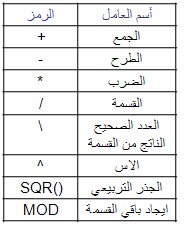 أسم العامل الرمز
الجمع +
الطرح -
الضرب *
القسمة /
العدد الصحيح \
الناتج من القسمة
الاس ^
الجذر التربيعي SQR()
ايجاد باقي القسمة MOD